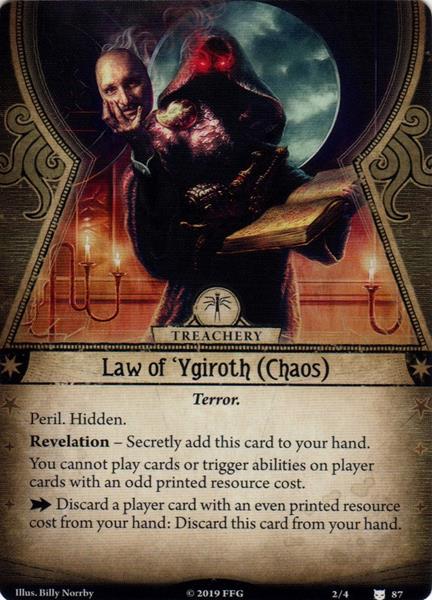 TREACHERY
Law of ‘Ygiroth (Chaos)
Terror.
Peril. Hidden.
Revelation – Secretly add this card to your hand.
You cannot play cards or trigger abilities on player
cards with an odd printed resource cost.
Discard a player card with an even printed resource
cost from your hand: Discard this card from your hand.
Illus. Billy Norrby © 2019 FFG 2/4 87